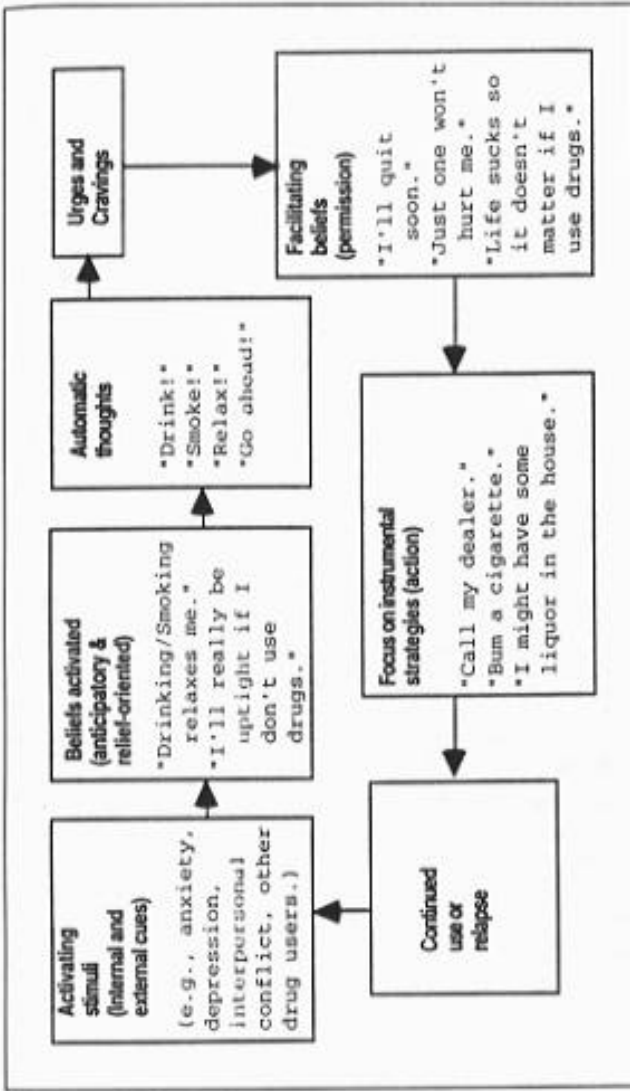 Activating
stimuli
(internal and
external cues)
(e.g., anxiety,
depression,
interpersonal
conflict, other
drug users.)
Beliefs activated
(anticipatory &
relief-oriented)
"Drinking/Smoking
relaxes me."
"I'll really be
uptight if I
don't use
drugs."
Automatic
thoughts
"Drink!"
"Smoke!"
"Relax!"
"Go ahead!"
Urges and
Cravings
Facilitating
beliefs
(permission)
"I'll quit
soon."
"Just one won't
hurt me."
"Life sucks so
it doesn't
matter if I
use drugs."
Focus on instrumental
strategies (action)
"Call my dealer."
"Bum a cigarette."
"I might have some
liquor in the house."
Continued
use or
relapse